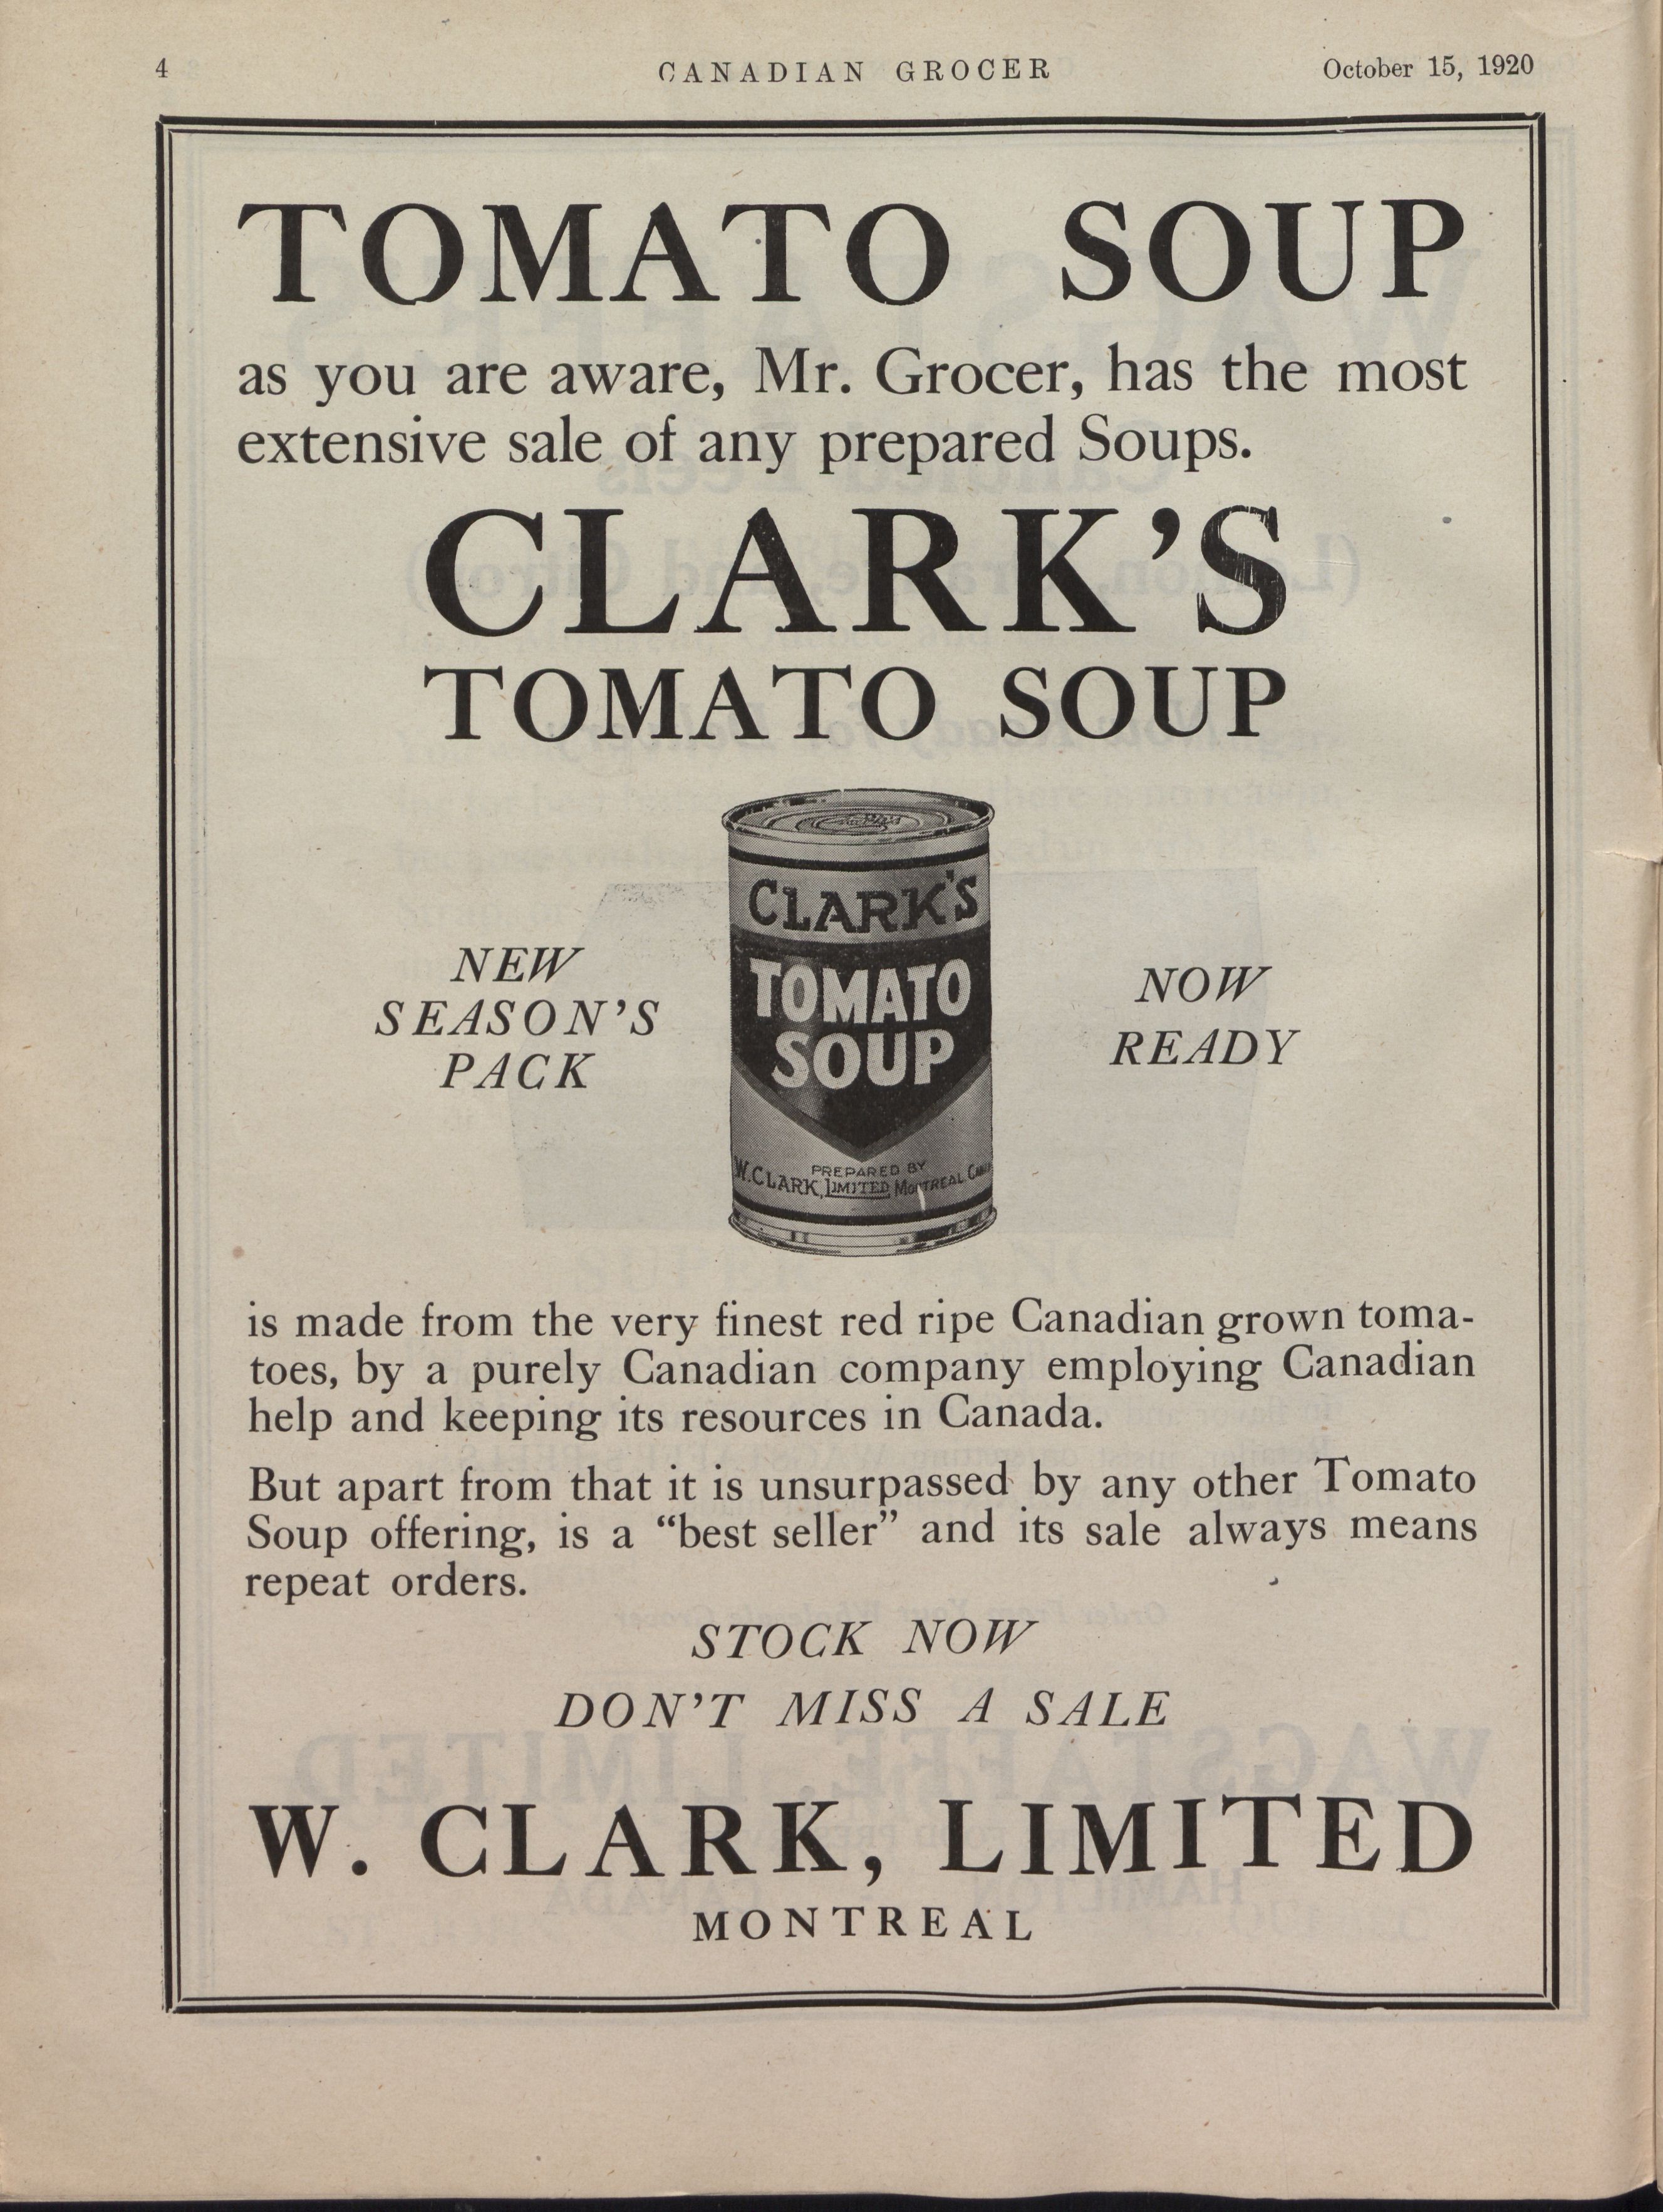 4
CANADIAN GROCER
October 15, 1920
TOMATO SOUP
as you are aware, Mr. Grocer, has the most
extensive sale of any prepared Soups.
CLARK'S
TOMATO SOUP
NEW
SEASON'S
PACK
CLARK'S
TOMATO
SOUP
PREPARED BY
W. CLARK, LIMITED MONTREAL
NOW
READY
is made from the very finest red ripe Canadian grown toma-
toes, by a purely Canadian company employing Canadian
help and keeping its resources in Canada.
But apart from that it is unsurpassed by any other Tomato
Soup offering, is a “best seller” and its sale always means
repeat orders.
STOCK NOW
DON'T MISS A SALE
W. CLARK, LIMITED
MONTREAL